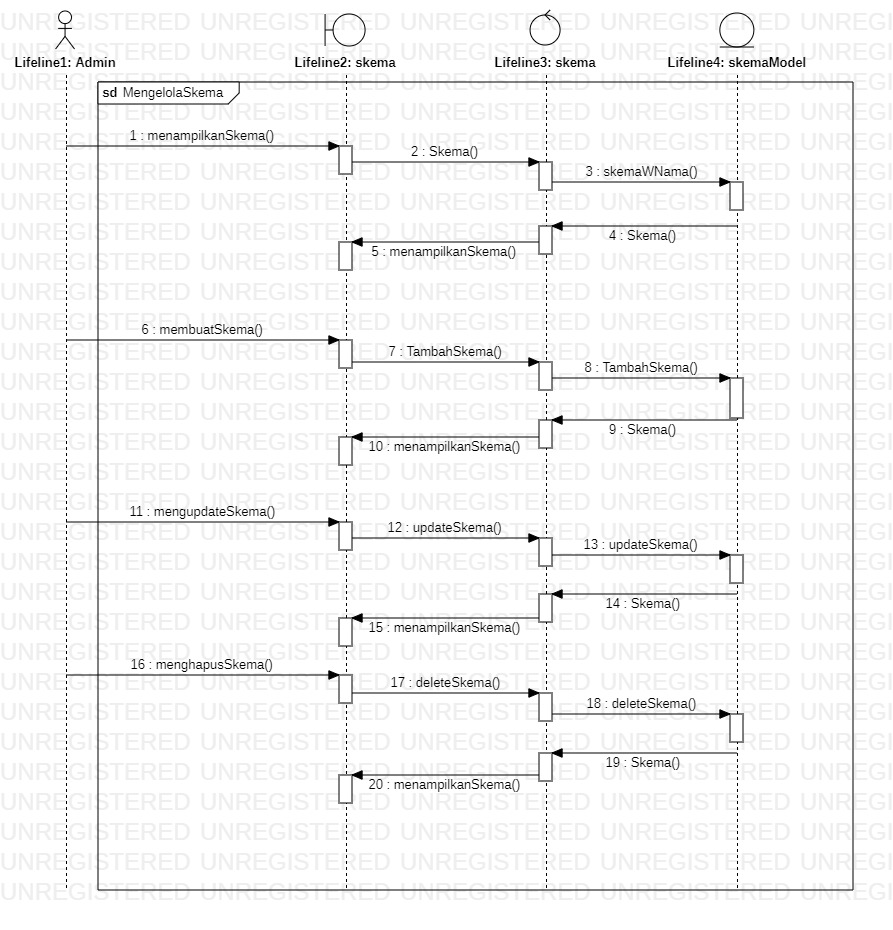 Lifeline1: Admin
Lifeline2: skema
Lifeline3: skema
Lifeline4: skemaModel
sd MengelolaSkema
1 : menampilkanSkema()
2 : Skema()
3 : skemaWNama()
4 : Skema()
5 : menampilkanSkema()
6 : membuatSkema()
7 : TambahSkema()
8 : TambahSkema()
9 : Skema()
10 : menampilkanSkema()
11 : mengupdateSkema()
12 : updateSkema()
13 : updateSkema()
14 : Skema()
15 : menampilkanSkema()
16 : menghapusSkema()
17 : deleteSkema()
18 : deleteSkema()
19 : Skema()
20 : menampilkanSkema()
UNREGISTERED